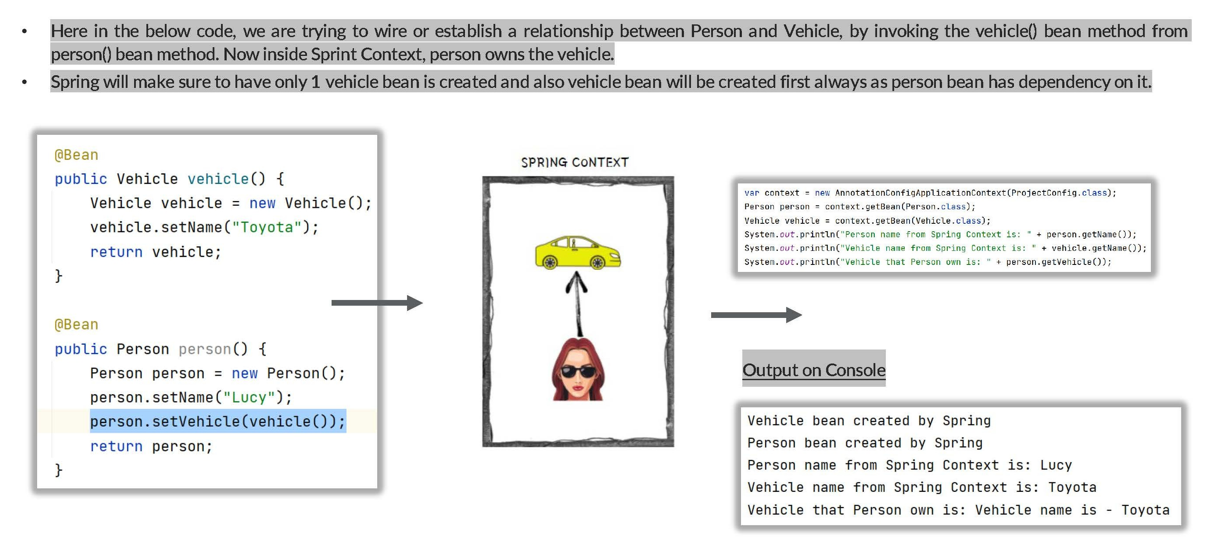 • Here in the below code, we are trying to wire or establish a relationship between Person and Vehicle, by invoking the vehicle() bean method from
person() bean method. Now inside Sprint Context, person owns the vehicle.
• Spring will make sure to have only 1 vehicle bean is created and also vehicle bean will be created first always as person bean has dependency on it.
@Bean
public Vehicle vehicle() {
    Vehicle vehicle = new Vehicle();
    vehicle.setName("Toyota");
    return vehicle;
}
@Bean
public Person person() {
    Person person = new Person();
    person.setName("Lucy");
    person.setVehicle(vehicle());
    return person;
}
SPRING CONTEXT
var context = new AnnotationConfigApplicationContext(ProjectConfig.class);
Person person = context.getBean(Person.class);
Vehicle vehicle = context.getBean(Vehicle.class);
System.out.println("Person name from Spring Context is: " + person.getName());
System.out.println("Vehicle name from Spring Context is: " + vehicle.getName());
System.out.println("Vehicle that Person own is: " + person.getVehicle());
Output on Console
Vehicle bean created by Spring
Person bean created by Spring
Person name from Spring Context is: Lucy
Vehicle name from Spring Context is: Toyota
Vehicle that Person own is: Vehicle name is - Toyota